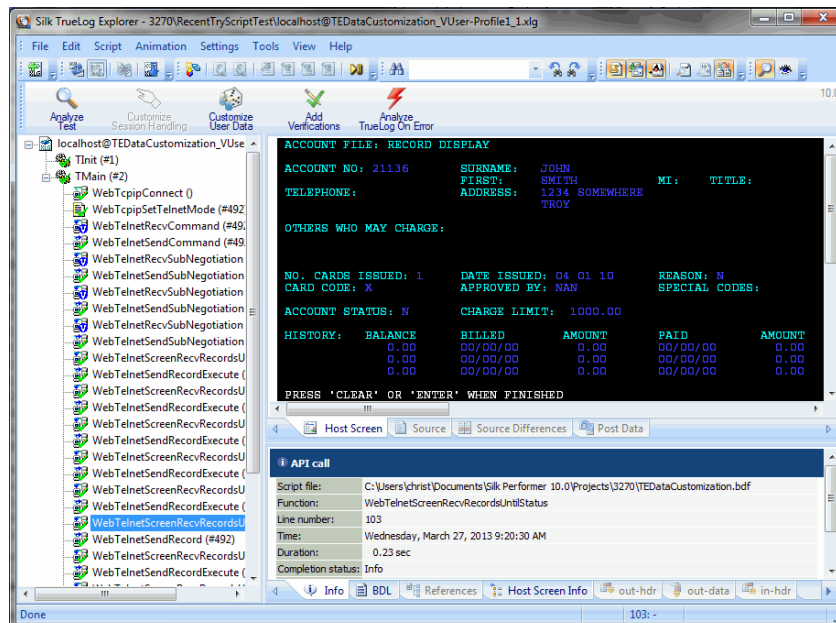 Silk TrueLog Explorer - 3270\RecentTryScriptTest\localhost@TEDataCustomization_VUser-Profile1_1.xlg
File Edit Script Animation Settings Tools View Help
10.0
Analyze Test
Customize Session Handling
Customize User Data
Add Verifications
Analyze TrueLog On Error
localhost@TEDataCustomization_VUse
TInit (#1)
TMain (#2)
WebTcpipConnect ()
WebTcpipSetTelnetMode (#492
WebTelnetRecvCommand (#492
WebTelnetSendCommand (#49
WebTelnetRecvSubNegotiation
WebTelnetSendSubNegotiation
WebTelnetRecvSubNegotiation
WebTelnetSendSubNegotiation
WebTelnetSendSubNegotiation
WebTelnetRecvSubNegotiation
WebTelnetScreenRecvRecordsU
WebTelnetSendRecordExecute (
WebTelnetScreenRecvRecordsU
WebTelnetSendRecordExecute (
WebTelnetScreenRecvRecordsU
WebTelnetSendRecordExecute (
WebTelnetSendRecordExecute (
WebTelnetScreenRecvRecordsU
WebTelnetSendRecordExecute (
WebTelnetScreenRecvRecordsU
WebTelnetSendRecord (#492)
WebTelnetScreenRecvRecordsU
WebTelnetSendRecordExecute (
ACCOUNT FILE: RECORD DISPLAY
ACCOUNT NO: 21136 SURNAME: JOHN
FIRST: SMITH MI: TITLE:
TELEPHONE: ADDRESS: 1234 SOMEWHERE
TROY
OTHERS WHO MAY CHARGE:
NO. CARDS ISSUED: 1 DATE ISSUED: 04 01 10 REASON: N
CARD CODE: X APPROVED BY: NAN SPECIAL CODES:
ACCOUNT STATUS: N CHARGE LIMIT: 1000.00
HISTORY: BALANCE BILLED AMOUNT PAID AMOUNT
0.00 00/00/00 0.00 00/00/00 0.00
0.00 00/00/00 0.00 00/00/00 0.00
0.00 00/00/00 0.00 00/00/00 0.00
PRESS 'CLEAR' OR 'ENTER' WHEN FINISHED
Host Screen Source Source Differences Post Data
API call
Script file: C:\Users\christ\Documents\Silk Performer 10.0\Projects\3270\TEDataCustomization.bdf
Function: WebTelnetScreenRecvRecordsUntilStatus
Line number: 103
Time: Wednesday, March 27, 2013 9:20:30 AM
Duration: 0.23 sec
Completion status: Info
Info BDL References Host Screen Info out-hdr out-data in-hdr
Done 103: -